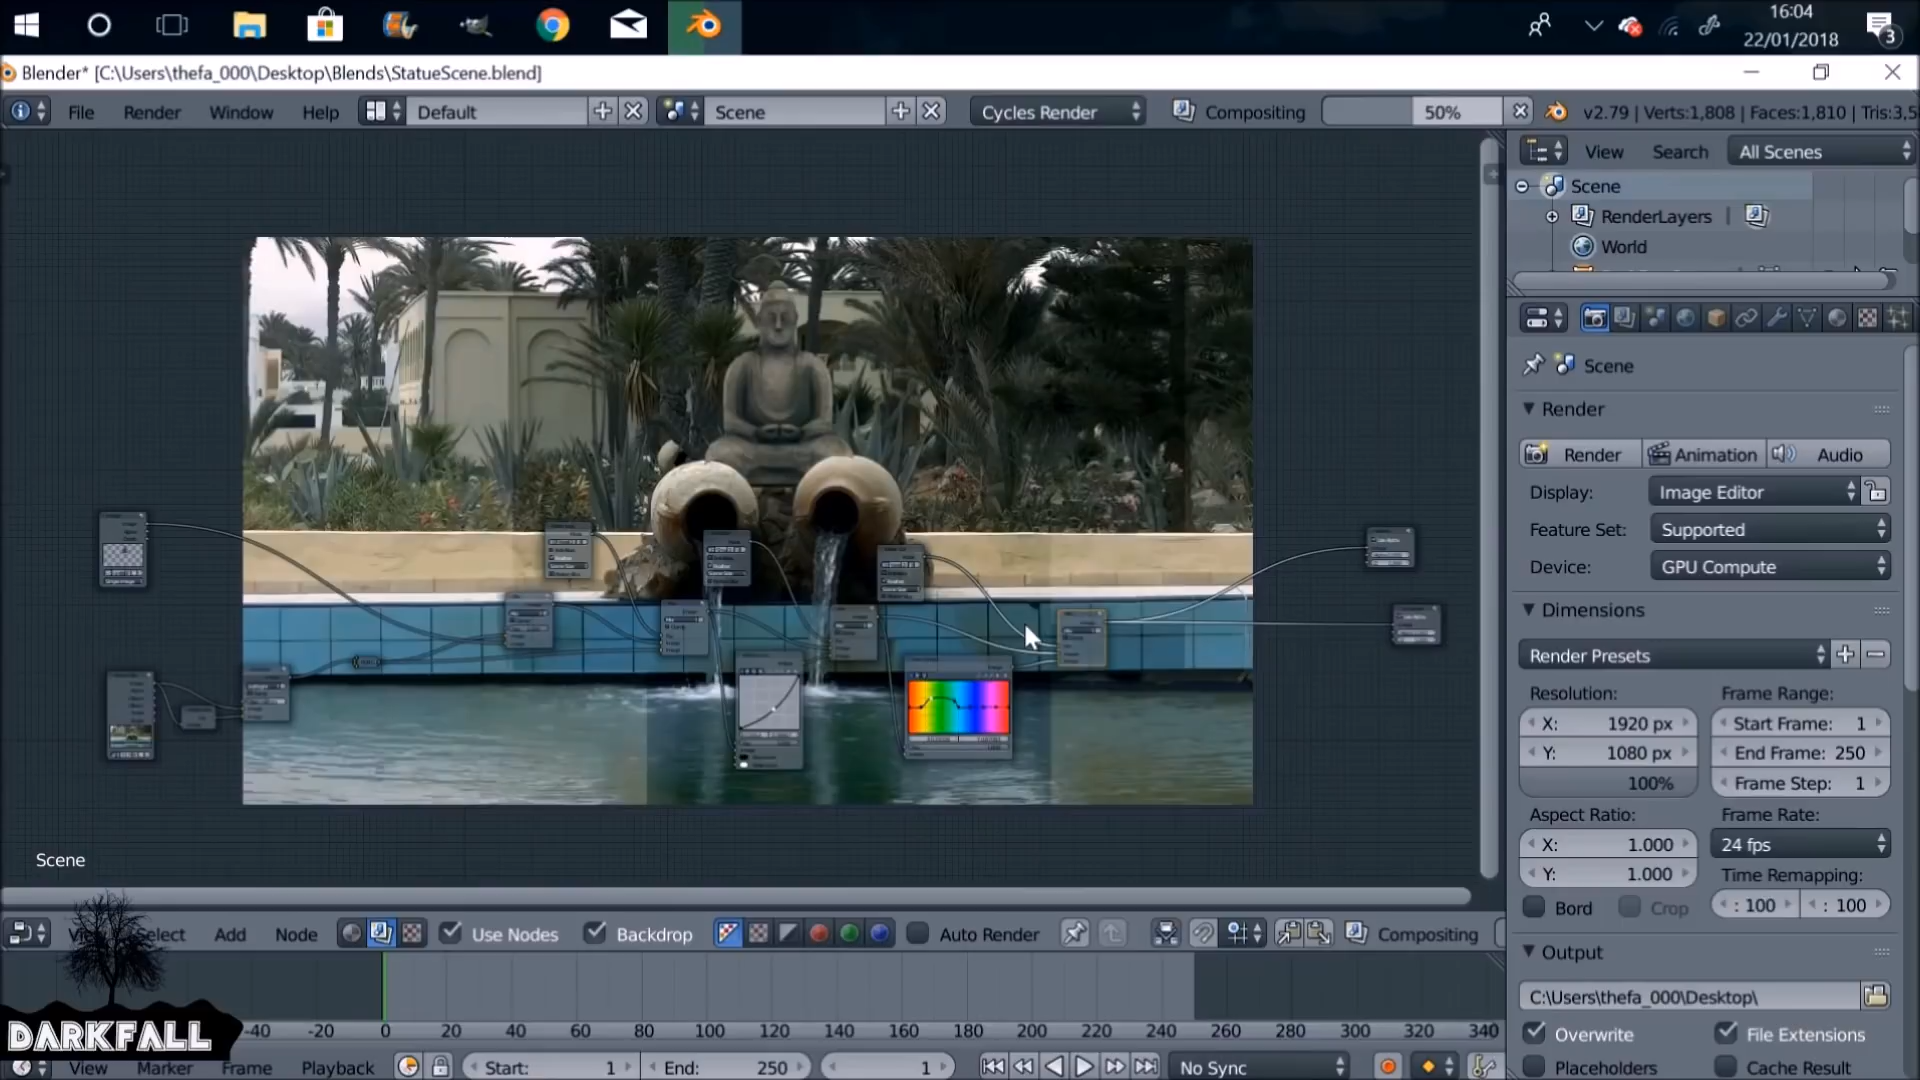 16:04
22/01/2018
3
Blender* [C:\Users\thefa_000\Desktop\Blends\StatueScene.blend]
File Render Window Help Default Scene Cycles Render Compositing 50% v2.79 | Verts:1,808 | Faces:1,810 | Tris:3,5
View Search All Scenes
Scene
RenderLayers
World
Scene
Render
Render Animation Audio
Display: Image Editor
Feature Set: Supported
Device: GPU Compute
Dimensions
Render Presets
Resolution: Frame Range:
X: 1920 px Start Frame: 1
Y: 1080 px End Frame: 250
100% Frame Step: 1
Aspect Ratio: Frame Rate:
X: 1.000 24 fps
Y: 1.000 Time Remapping:
Bord Crop : 100 : 100
Output
C:\Users\thefa_000\Desktop\
Overwrite File Extensions
Placeholders Cache Result
Scene
Select Add Node Use Nodes Backdrop Auto Render Compositing
-40 -20 0 20 40 60 80 100 120 140 160 180 200 220 240 260 280 300 320 340
DARKFALL
View Marker Frame Playback Start: 1 End: 250 1 No Sync